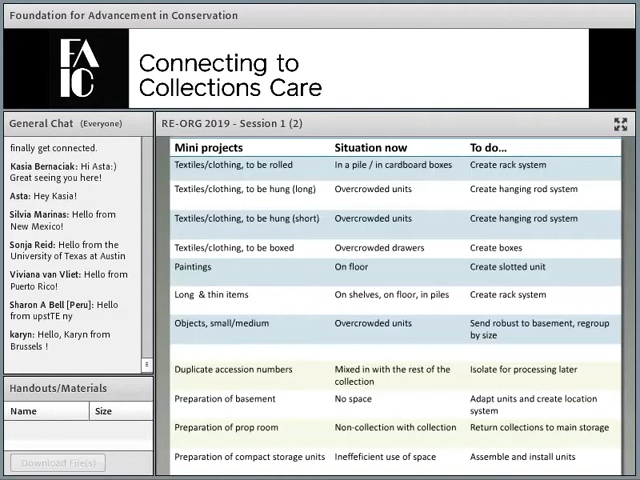 Foundation for Advancement in Conservation
FA
IC
Connecting to
Collections Care
General Chat (Everyone)
finally get connected.
Kasia Bernaciak: Hi Asta:)
Great seeing you here!
Asta: Hey Kasia!
Silvia Marinas: Hello from
New Mexico!
Sonja Reid: Hello from the
University of Texas at Austin
Viviana van Vliet: Hello from
Puerto Rico!
Sharon A Bell [Peru]: Hello
from upstTE ny
karyn: Hello, Karyn from
Brussels !
Handouts/Materials
Name Size
Download File(s)
RE-ORG 2019 - Session 1 (2)
Mini projects Situation now To do...
Textiles/clothing, to be rolled In a pile / in cardboard boxes Create rack system
Textiles/clothing, to be hung (long) Overcrowded units Create hanging rod system
Textiles/clothing, to be hung (short) Overcrowded units Create hanging rod system
Textiles/clothing, to be boxed Overcrowded drawers Create boxes
Paintings On floor Create slotted unit
Long & thin items On shelves, on floor, in piles Create rack system
Objects, small/medium Overcrowded units Send robust to basement, regroup
by size
Duplicate accession numbers Mixed in with the rest of the Isolate for processing later
collection
Preparation of basement No space Adapt units and create location
system
Preparation of prop room Non-collection with collection Return collections to main storage
Preparation of compact storage units Ineffeficient use of space Assemble and install units